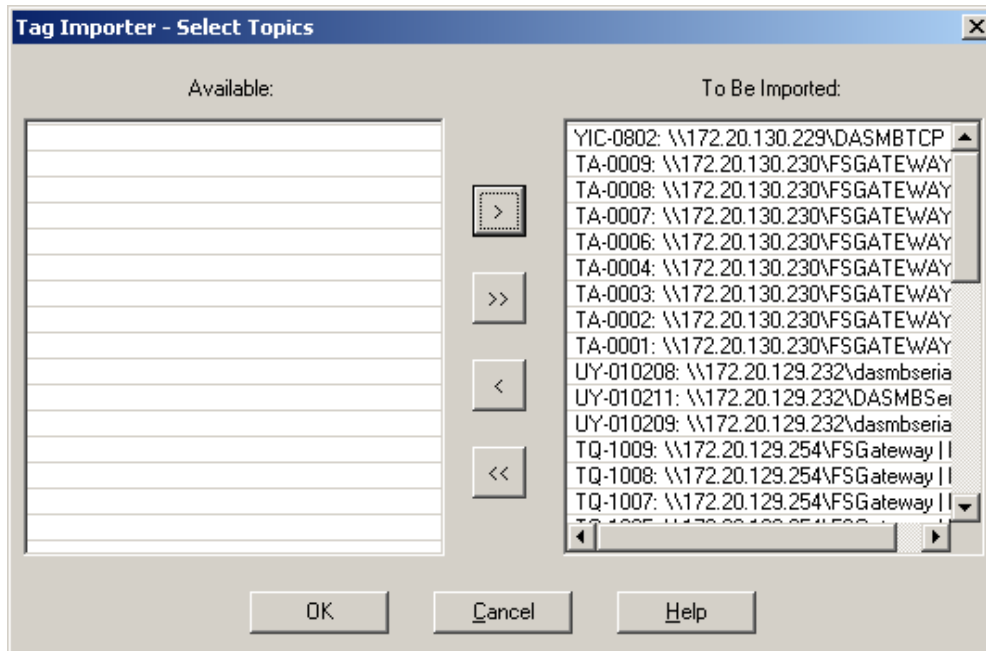 Tag Importer - Select Topics
Available:
To Be Imported:
YIC-0802: \\172.20.130.229\DASMBTCP
TA-0009: \\172.20.130.230\FSGATEWAY
TA-0008: \\172.20.130.230\FSGATEWAY
TA-0007: \\172.20.130.230\FSGATEWAY
TA-0006: \\172.20.130.230\FSGATEWAY
TA-0004: \\172.20.130.230\FSGATEWAY
TA-0003: \\172.20.130.230\FSGATEWAY
TA-0002: \\172.20.130.230\FSGATEWAY
TA-0001: \\172.20.130.230\FSGATEWAY
UY-010208: \\172.20.129.232\dasmbseria
UY-010211: \\172.20.129.232\DASMBSer
UY-010209: \\172.20.129.232\dasmbseria
TQ-1009: \\172.20.129.254\FSGateway |
TQ-1008: \\172.20.129.254\FSGateway |
TQ-1007: \\172.20.129.254\FSGateway |
>
>>
<
<<
OK
Cancel
Help